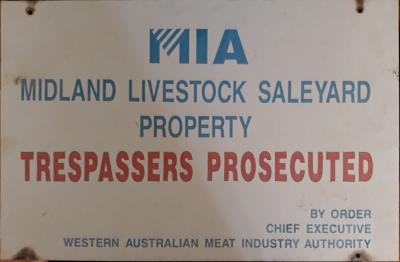 MIA
MIDLAND LIVESTOCK SALEYARD
PROPERTY
TRESPASSERS PROSECUTED
BY ORDER
CHIEF EXECUTIVE
WESTERN AUSTRALIAN MEAT INDUSTRY AUTHORITY